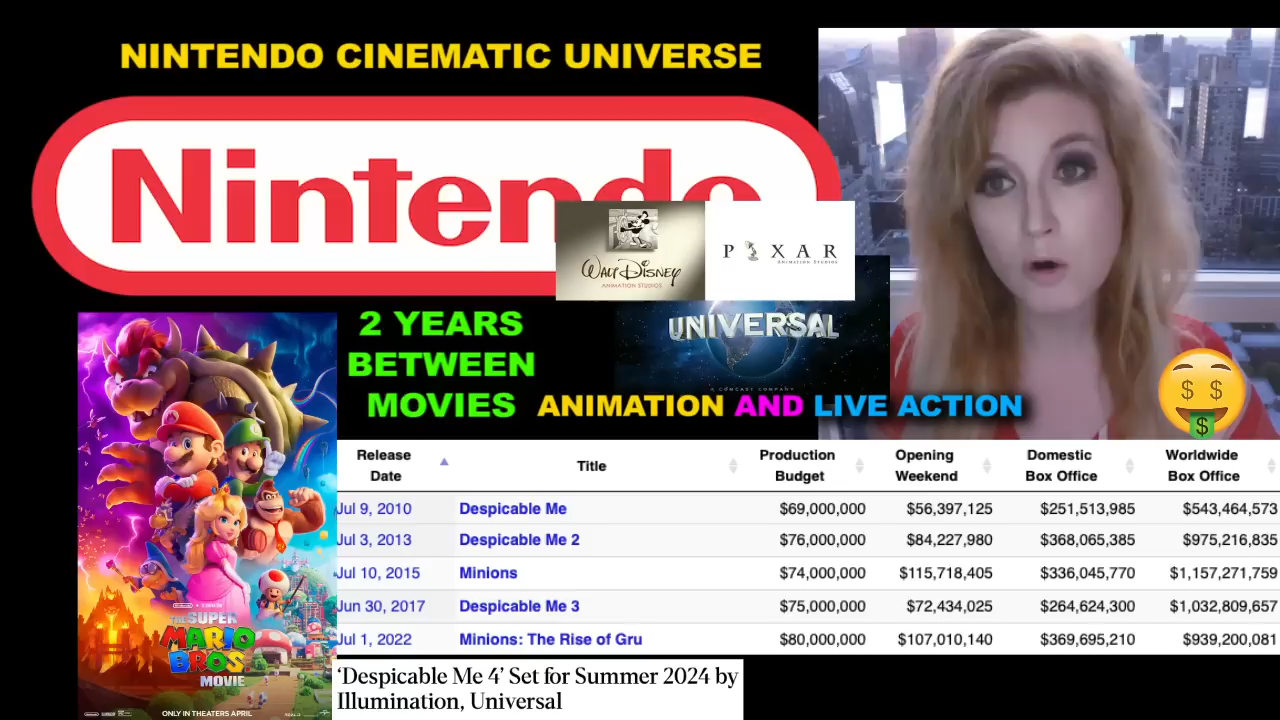 NINTENDO CINEMATIC UNIVERSE
Nintendo
WALT DISNEY
ANIMATION STUDIOS
PIXAR
ANIMATION STUDIOS
UNIVERSAL
A COMCAST COMPANY
2 YEARS
BETWEEN
MOVIES
ANIMATION AND LIVE ACTION
Release Date Title Production Budget Opening Weekend Domestic Box Office Worldwide Box Office
Jul 9, 2010 Despicable Me $69,000,000 $56,397,125 $251,513,985 $543,464,573
Jul 3, 2013 Despicable Me 2 $76,000,000 $84,227,980 $368,065,385 $975,216,835
Jul 10, 2015 Minions $74,000,000 $115,718,405 $336,045,770 $1,157,271,759
Jun 30, 2017 Despicable Me 3 $75,000,000 $72,434,025 $264,624,300 $1,032,809,657
Jul 1, 2022 Minions: The Rise of Gru $80,000,000 $107,010,140 $369,695,210 $939,200,081
THE SUPER
MARIO
BROS.
MOVIE
ONLY IN THEATERS APRIL
‘Despicable Me 4’ Set for Summer 2024 by
Illumination, Universal